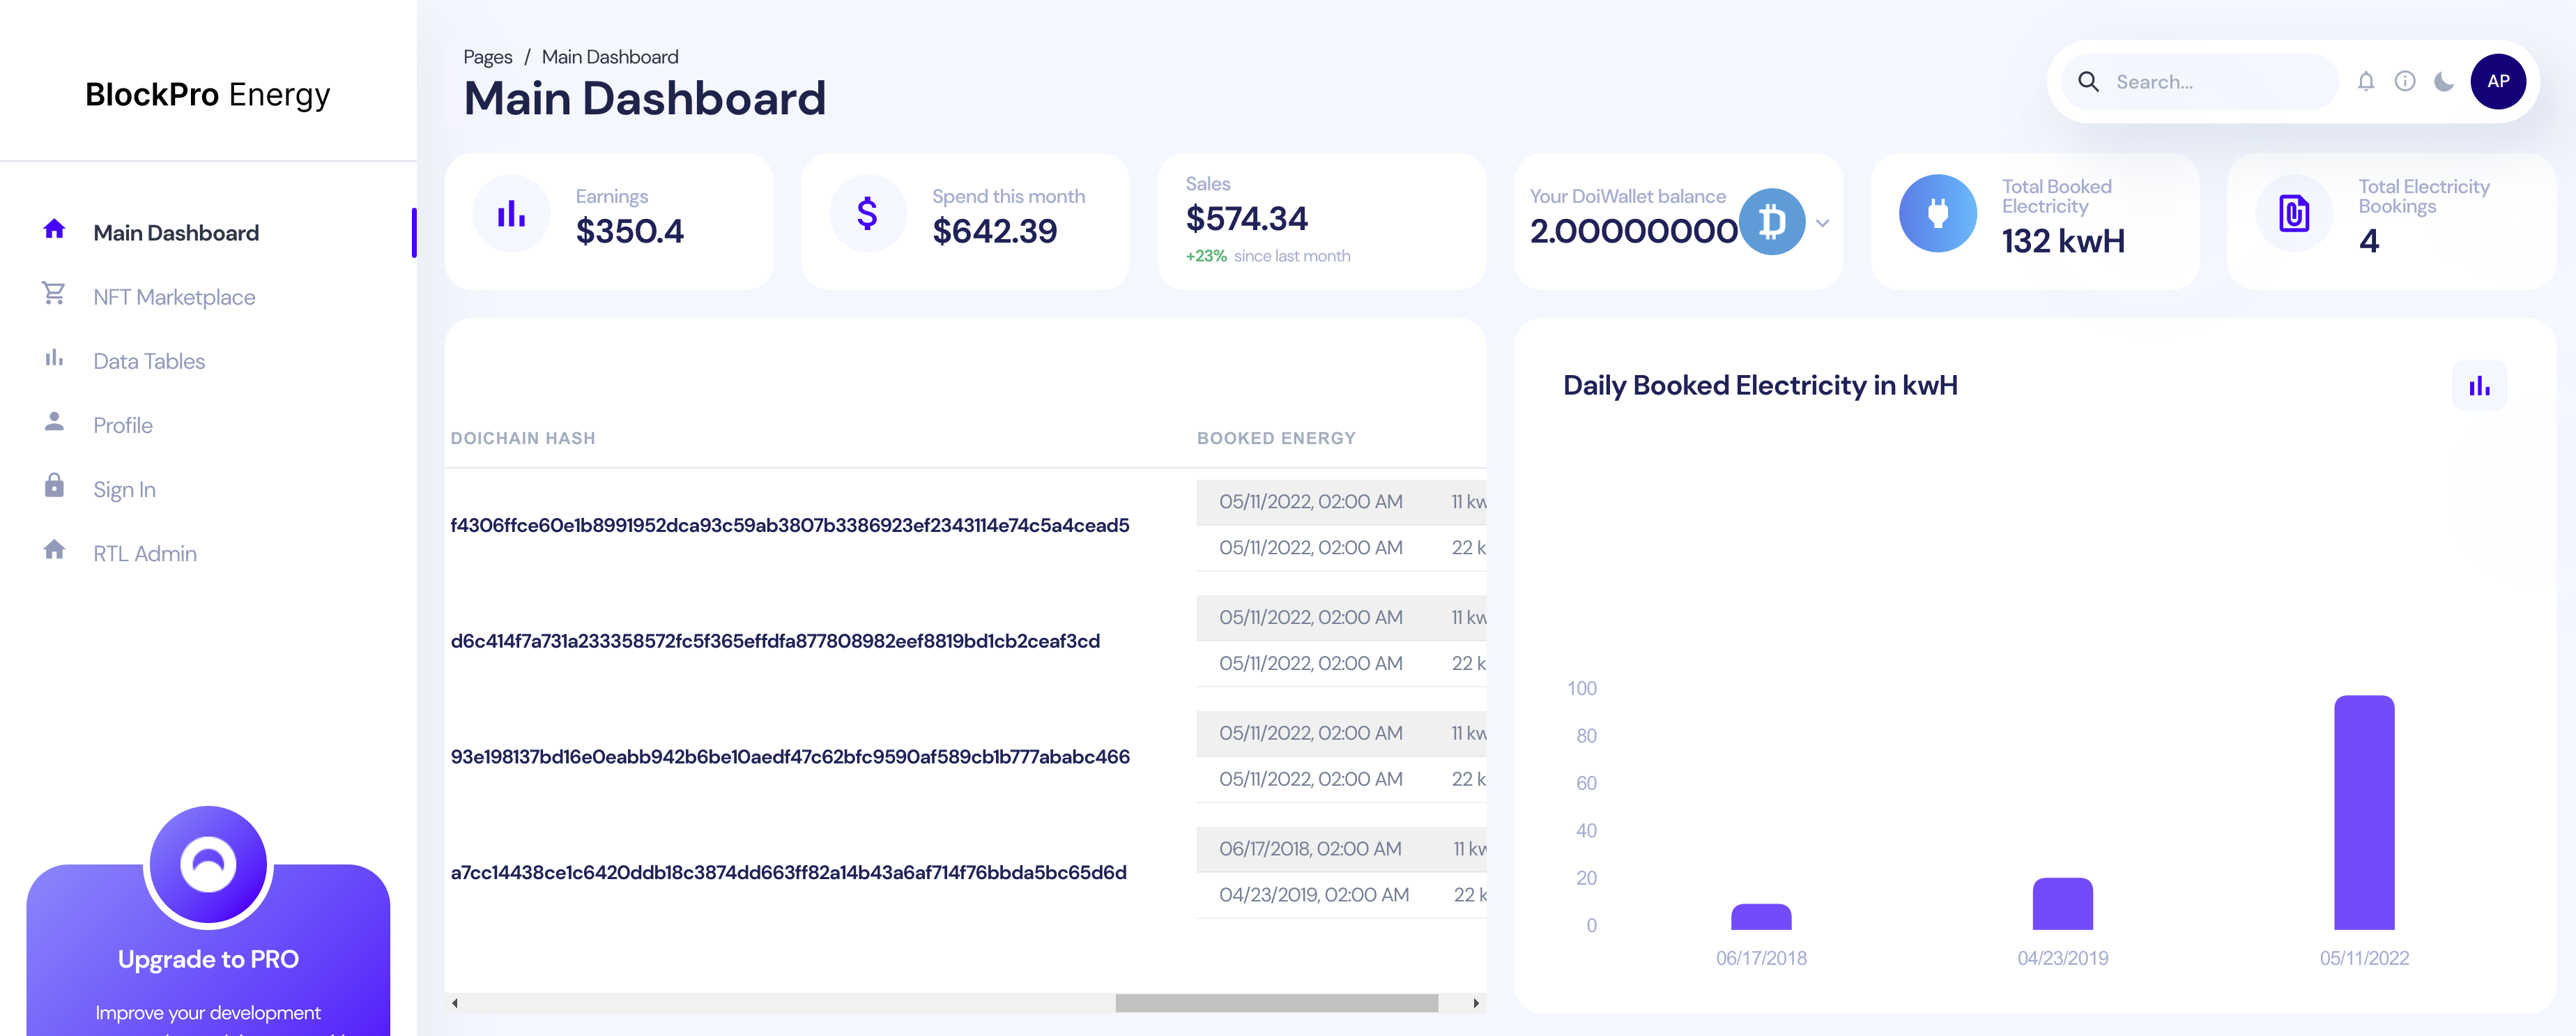 BlockPro Energy
Main Dashboard
NFT Marketplace
Data Tables
Profile
Sign In
RTL Admin
Upgrade to PRO
Improve your development
Pages / Main Dashboard
Main Dashboard
Search...
AP
Earnings
$350.4
Spend this month
$642.39
Sales
$574.34
+23% since last month
Your DoiWallet balance
2.00000000
Total Booked
Electricity
132 kwH
Total Electricity
Bookings
4
DOICHAIN HASH BOOKED ENERGY
f4306ffce60e1b8991952dca93c59ab3807b3386923ef2343114e74c5a4cead5
05/11/2022, 02:00 AM 11 kw
05/11/2022, 02:00 AM 22 k
d6c414f7a731a233358572fc5f365effdfa877808982eef8819bd1cb2ceaf3cd
05/11/2022, 02:00 AM 11 kw
05/11/2022, 02:00 AM 22 k
93e198137bd16e0eabb942b6be10aedf47c62bfc9590af589cb1b777ababc466
05/11/2022, 02:00 AM 11 kw
05/11/2022, 02:00 AM 22 k
a7cc14438ce1c6420ddb18c3874dd663ff82a14b43a6af714f76bbda5bc65d6d
06/17/2018, 02:00 AM 11 kw
04/23/2019, 02:00 AM 22 k
Daily Booked Electricity in kwH
100
80
60
40
20
0
06/17/2018 04/23/2019 05/11/2022